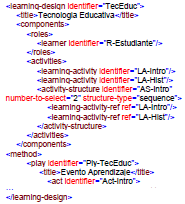 <learning-design identifier="TecEduc">
<title>Tecnologia Educativa</title>
<components>
<roles>
<learner identifier="R-Estudiante"/>
</roles>
<activities>
<learning-activity identifier="LA-Intro"/>
<learning-activity identifier="LA-Hist"/>
<activity-structure identifier="AS-Intro"
number-to-select="2" structure-type="sequence">
<learning-activity-ref ref="LA-Intro"/>
<learning-activity-ref ref="LA-Hist"/>
</activity-structure>
</activities>
</components>
<method>
<play identifier="Ply-TecEduc">
<title>Evento Aprendizaje</title>
<act identifier="Act-Intro">
...
</learning-design>